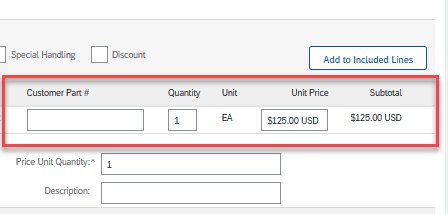 Special Handling Discount
Add to Included Lines
Customer Part # Quantity Unit Unit Price Subtotal
1 EA $125.00 USD $125.00 USD
Price Unit Quantity:* 1
Description: